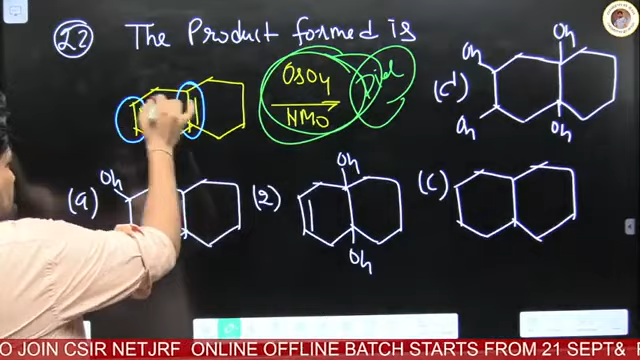 22 The Product formed is
OsO4
NMO
Diol
(d) Oh Oh
Oh Oh
(a) Oh
(2) Oh
Oh
(c)
O JOIN CSIR NETJRF ONLINE OFFLINE BATCH STARTS FROM 21 SEPT&